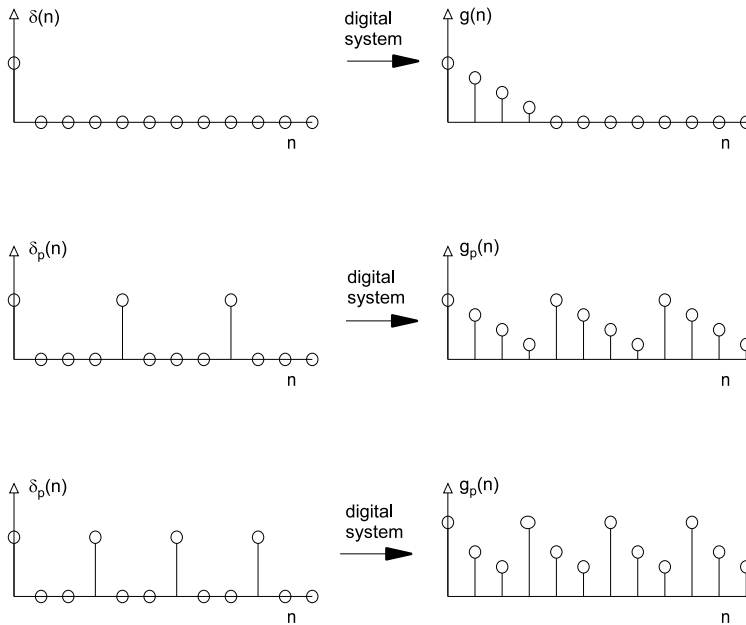 δ(n)
digital
system
g(n)
n
n
δp(n)
digital
system
gp(n)
n
n
δp(n)
digital
system
gp(n)
n
n